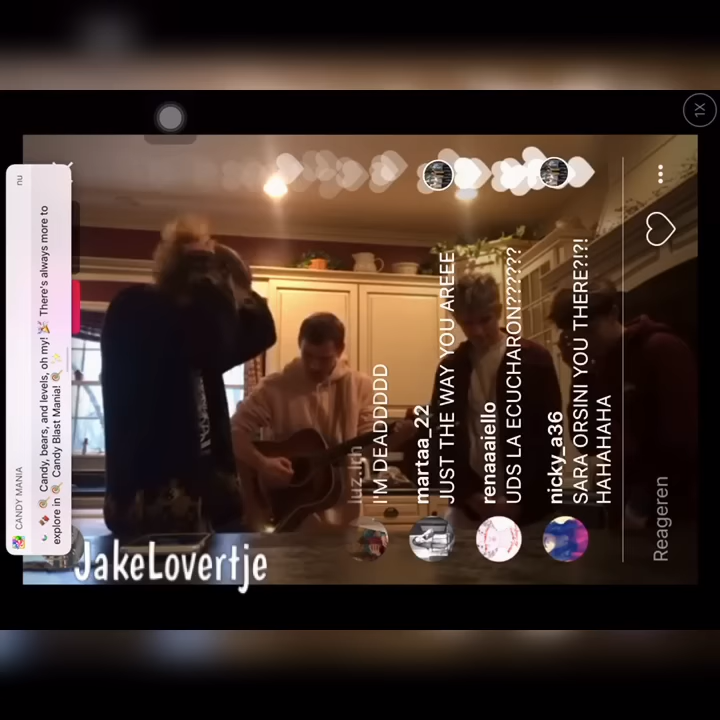 CANDY MANIA
nu
🍬 🍭 Candy, bears, and levels, oh my! 🎉 There's always more to
explore in 🍭 Candy Blast Mania! 🍭 ✨
luz.lrh
I'M DEADDDDD
martaa_22
JUST THE WAY YOU AREEE
renaaaiello
UDS LA ECUCHARON??????
nicky_a36
SARA ORSINI YOU THERE?!?!
HAHAHAHA
Reageren
1X
JakeLovertje